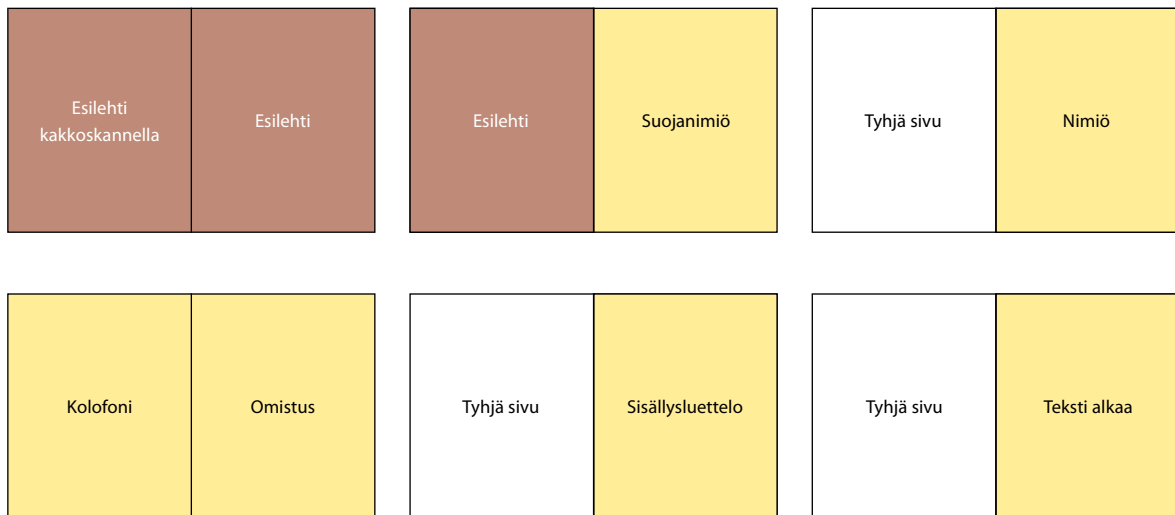 Esilehti
kakkoskannella
Esilehti
Esilehti
Suojanimiö
Tyhjä sivu
Nimiö
Kolofoni
Omistus
Tyhjä sivu
Sisällysluettelo
Tyhjä sivu
Teksti alkaa